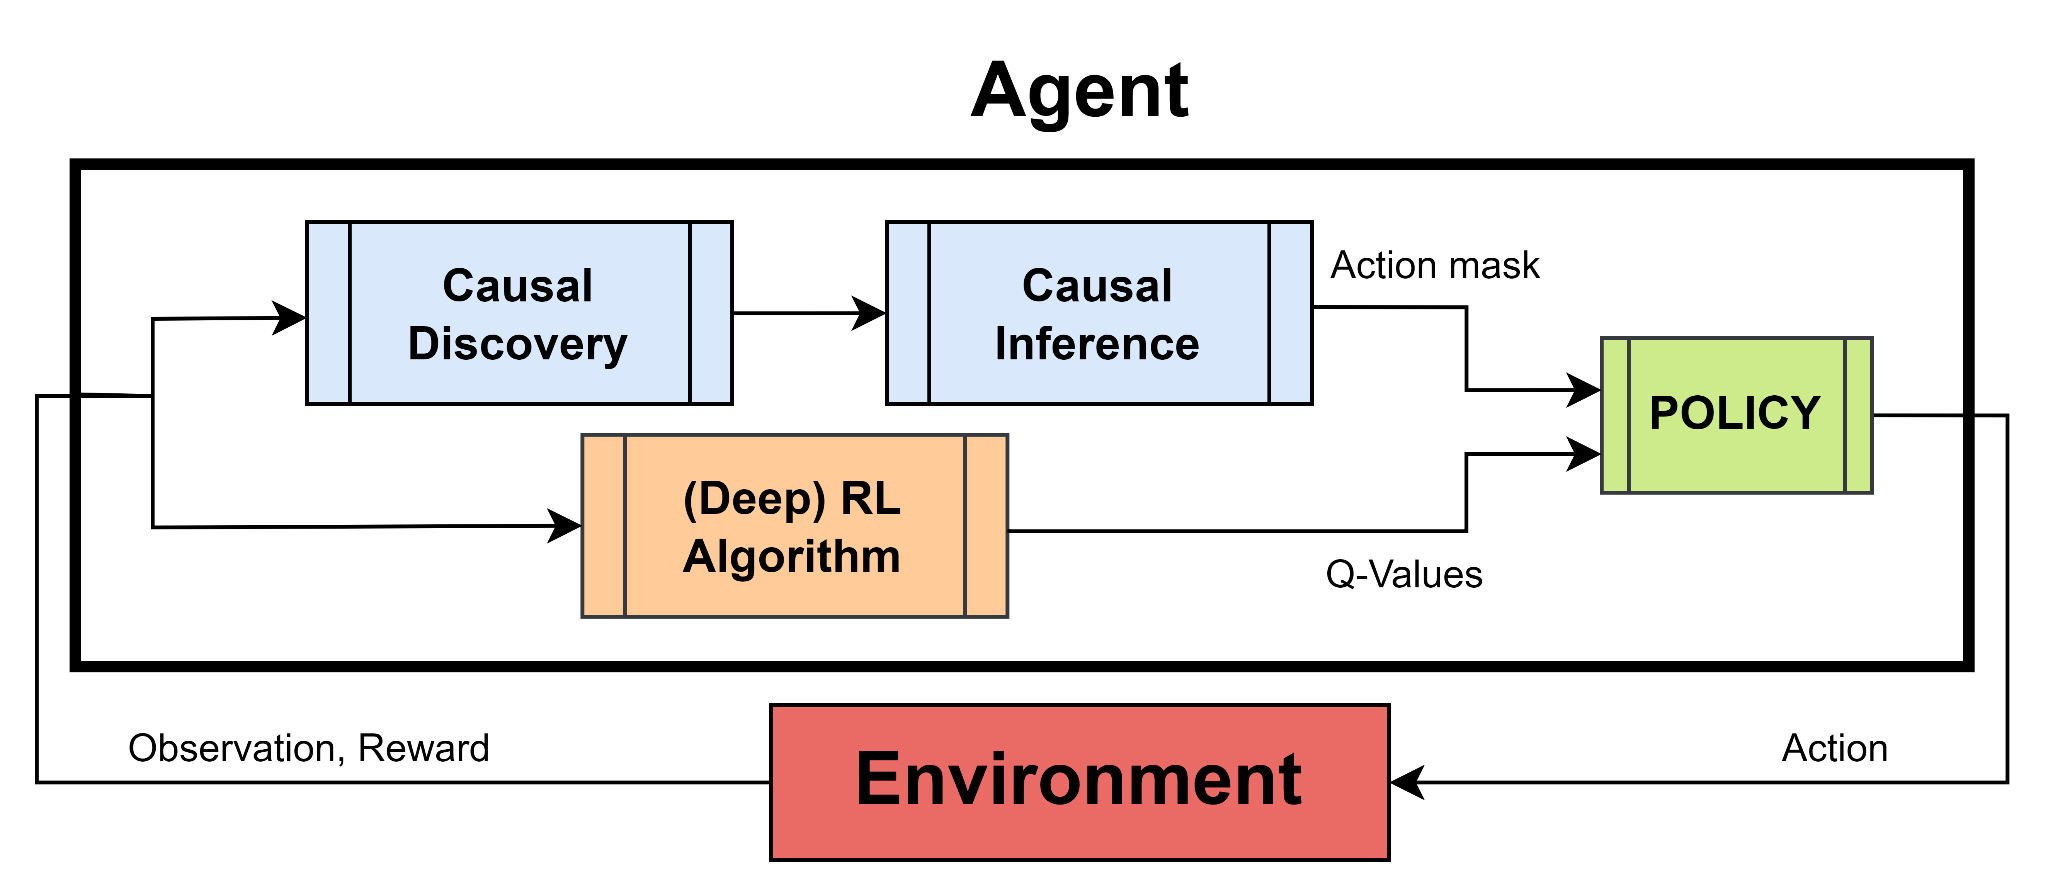 Agent
Causal
Discovery
Causal
Inference
Action mask
POLICY
(Deep) RL
Algorithm
Q-Values
Observation, Reward
Environment
Action